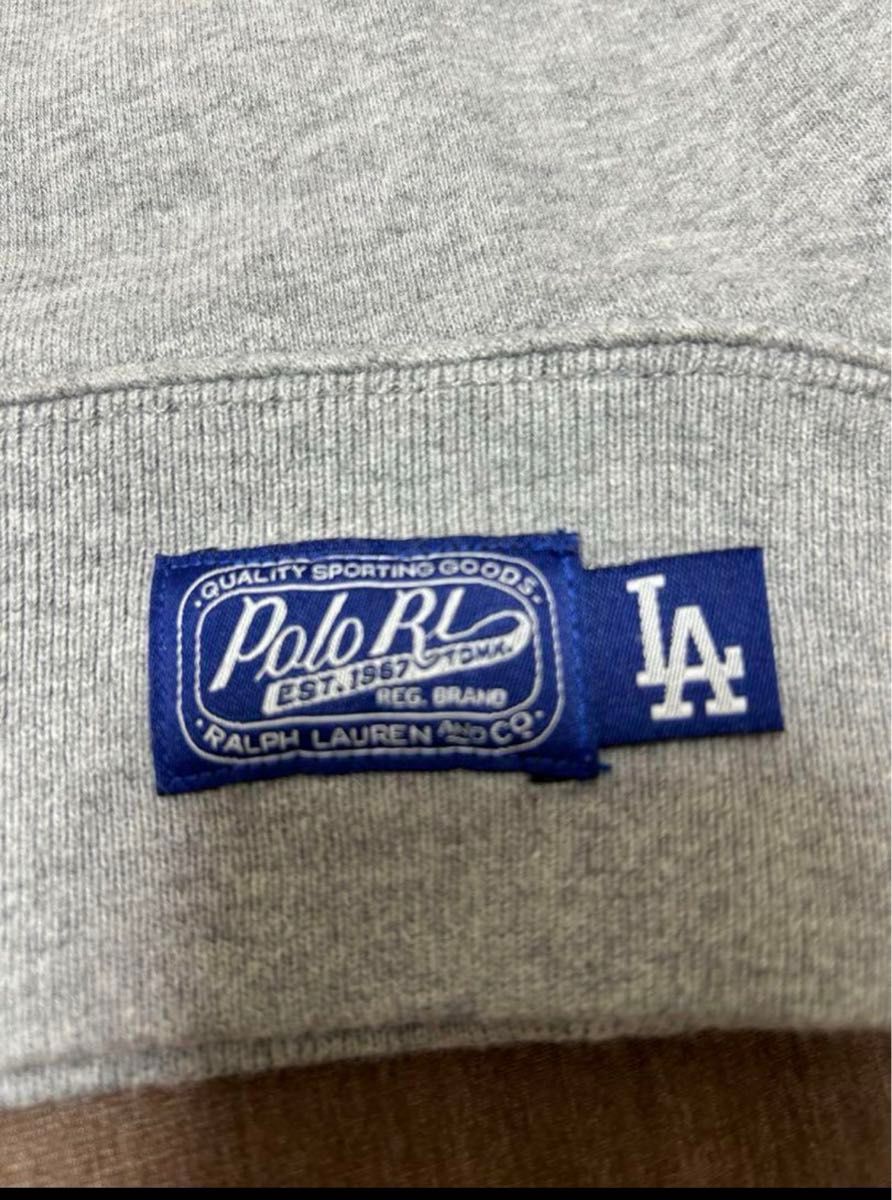 ·QUALITY SPORTING GOODS.
Polo RL
EST. 1967 TDMK.
REG. BRAND
·RALPH LAUREN AND CO.
LA